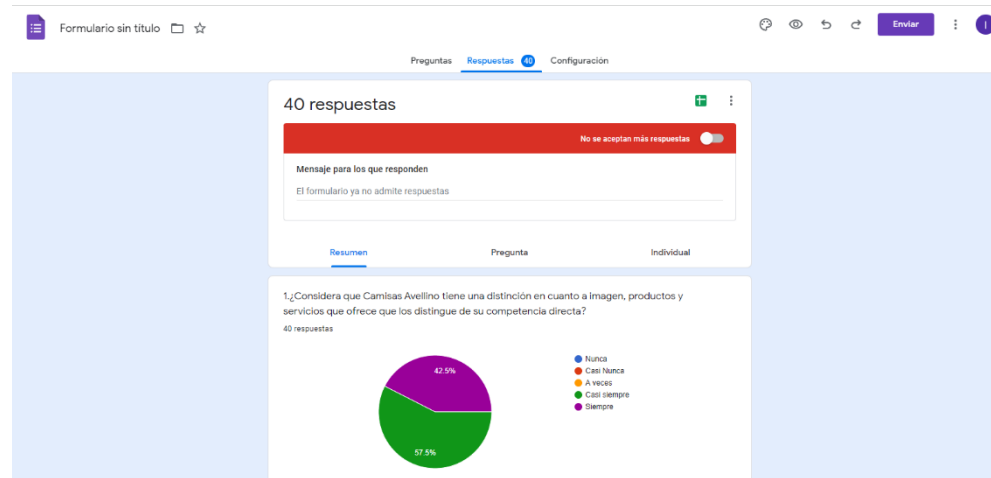 Formulario sin título
Enviar
I
Preguntas
Respuestas 40
Configuración
40 respuestas
No se aceptan más respuestas
Mensaje para los que responden
El formulario ya no admite respuestas
Resumen
Pregunta
Individual
1.¿Considera que Camisas Avellino tiene una distinción en cuanto a imagen, productos y
servicios que ofrece que los distingue de su competencia directa?
40 respuestas
42.5%
57.5%
Nunca
Casi Nunca
A veces
Casi siempre
Siempre